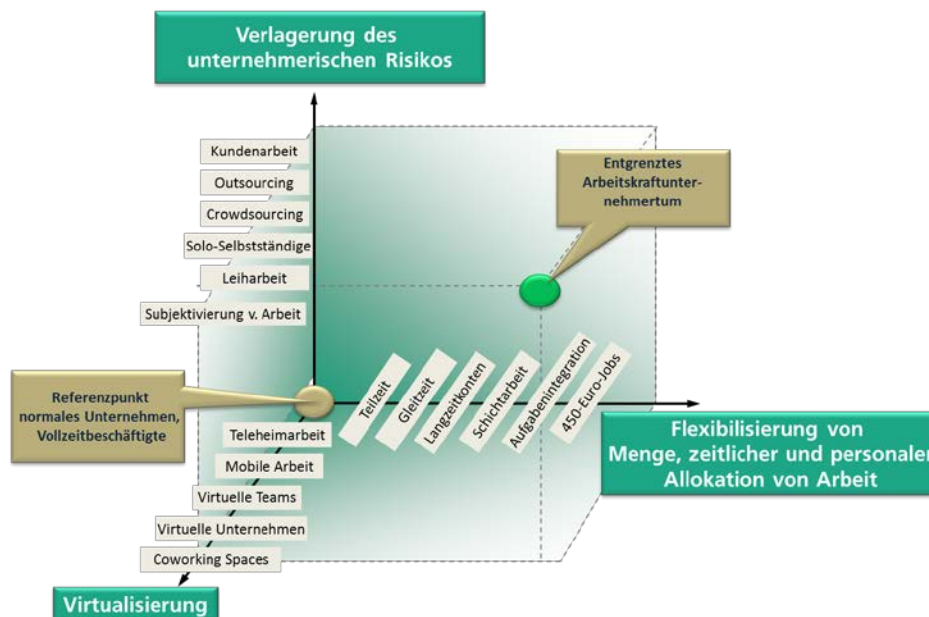 Verlagerung des
unternehmerischen Risikos
Kundenarbeit
Outsourcing
Crowdsourcing
Solo-Selbstständige
Leiharbeit
Subjektivierung v. Arbeit
Entgrenztes
Arbeitskraftunter-
nehmertum
Referenzpunkt
normales Unternehmen,
Vollzeitbeschäftigte
Teilzeit
Gleitzeit
Langzeitkonten
Schichtarbeit
Aufgabenintegration
450-Euro-Jobs
Flexibilisierung von
Menge, zeitlicher und personaler
Allokation von Arbeit
Teleheimarbeit
Mobile Arbeit
Virtuelle Teams
Virtuelle Unternehmen
Coworking Spaces
Virtualisierung